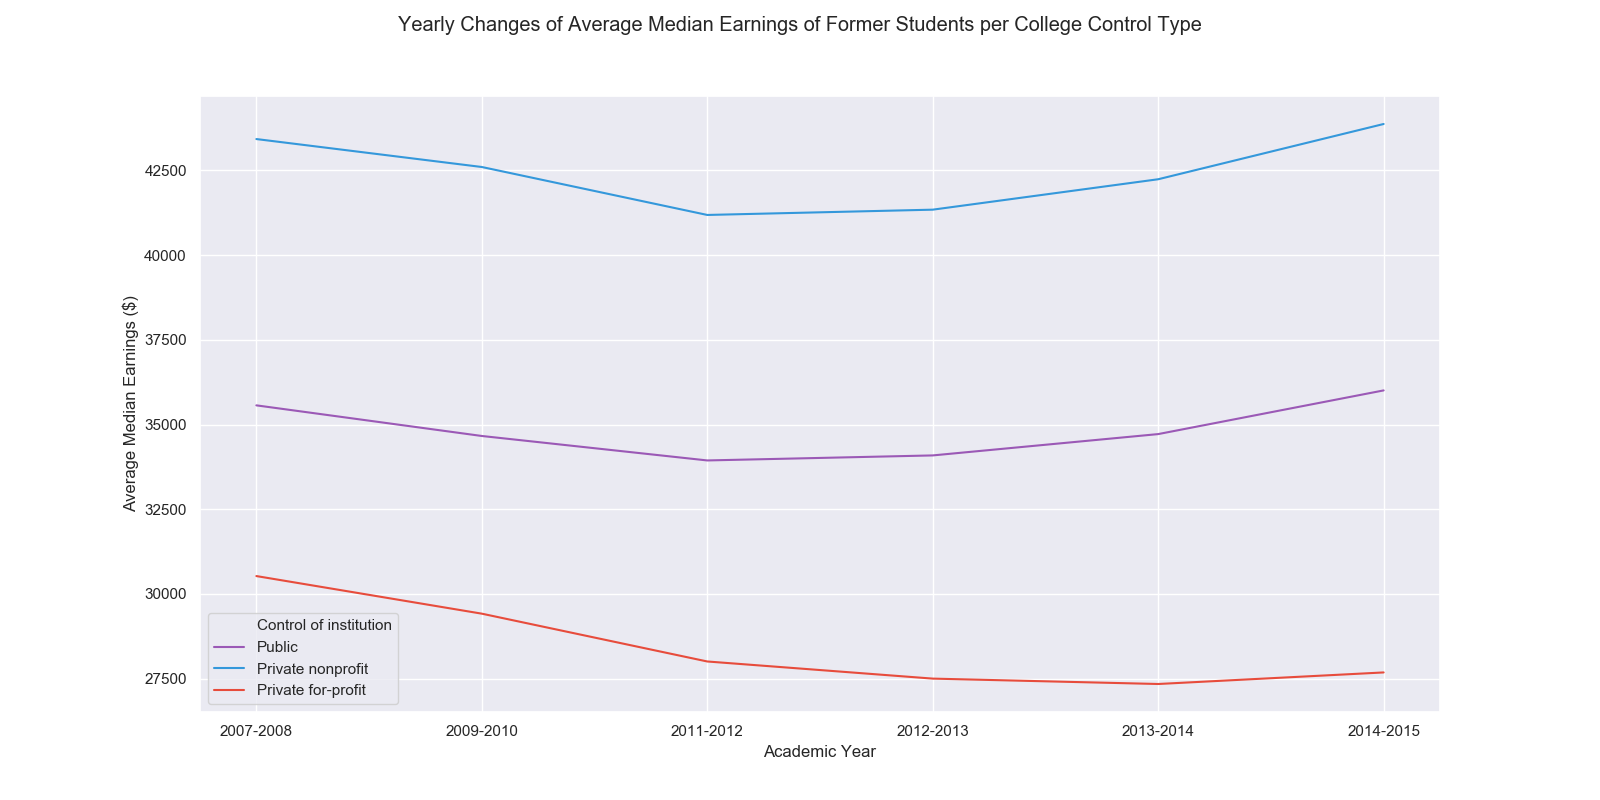 Yearly Changes of Average Median Earnings of Former Students per College Control Type
42500
40000
37500
35000
32500
30000
27500
Average Median Earnings ($)
Control of institution
Public
Private nonprofit
Private for-profit
2007-2008
2009-2010
2011-2012
2012-2013
2013-2014
2014-2015
Academic Year